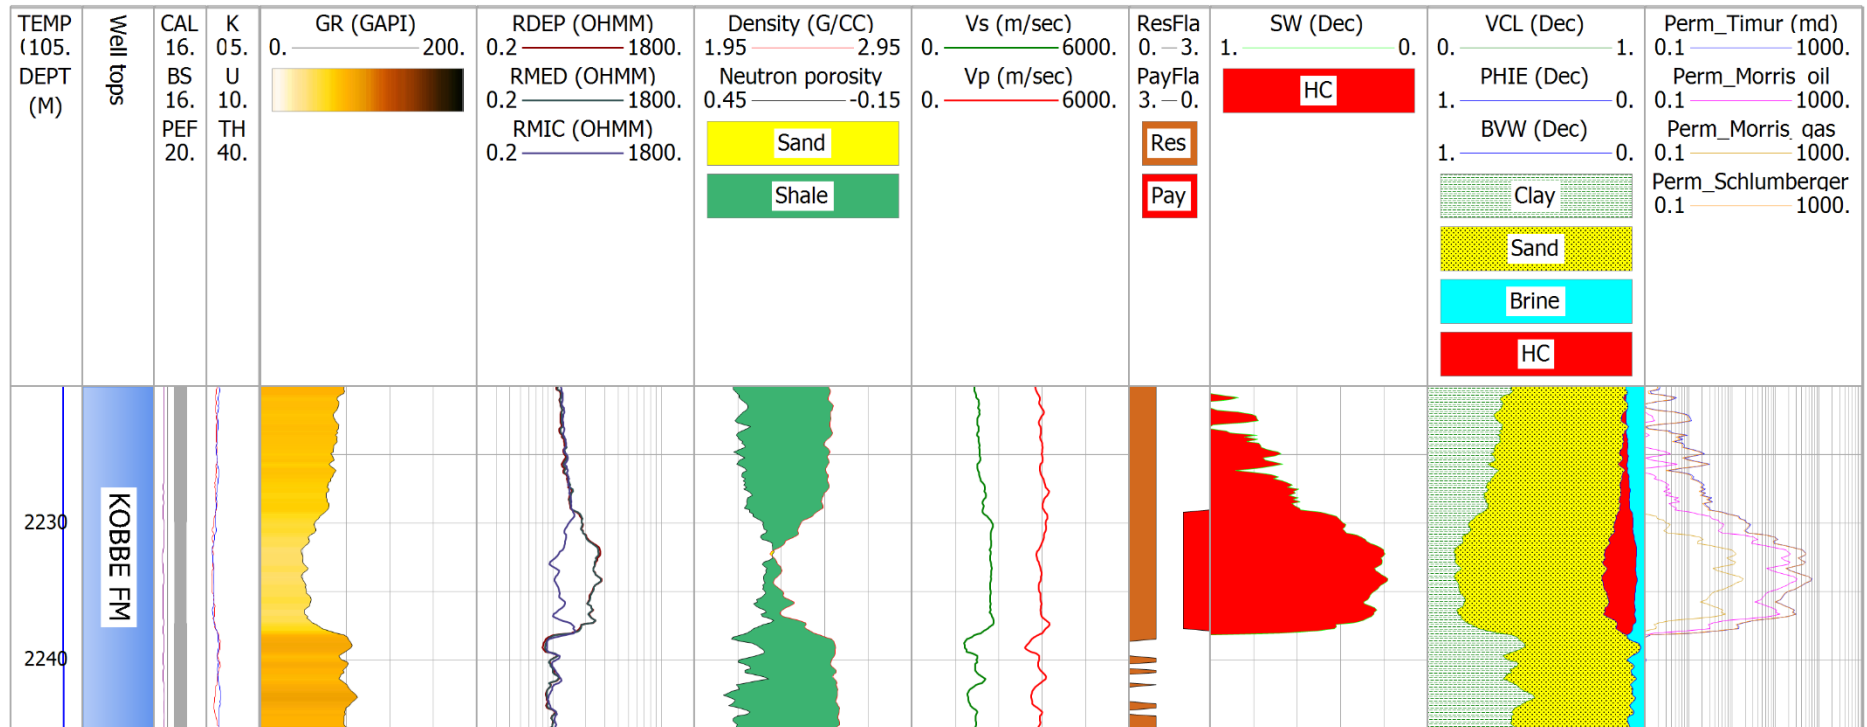 TEMP
(105.
DEPT
(M)
Well tops
CAL
16.
BS
16.
PEF
20.
K
05.
U
10.
TH
40.
GR (GAPI)
0. 200.
RDEP (OHMM)
0.2 1800.
RMED (OHMM)
0.2 1800.
RMIC (OHMM)
0.2 1800.
Density (G/CC)
1.95 2.95
Neutron porosity
0.45 -0.15
Sand
Shale
Vs (m/sec)
0. 6000.
Vp (m/sec)
0. 6000.
ResFla
0. 3.
PayFla
3. 0.
Res
Pay
SW (Dec)
1. 0.
HC
VCL (Dec)
0. 1.
PHIE (Dec)
1. 0.
BVW (Dec)
1. 0.
Clay
Sand
Brine
HC
Perm_Timur (md)
0.1 1000.
Perm_Morris oil
0.1 1000.
Perm_Morris gas
0.1 1000.
Perm_Schlumberger
0.1 1000.
2230
2240
KOBBE FM